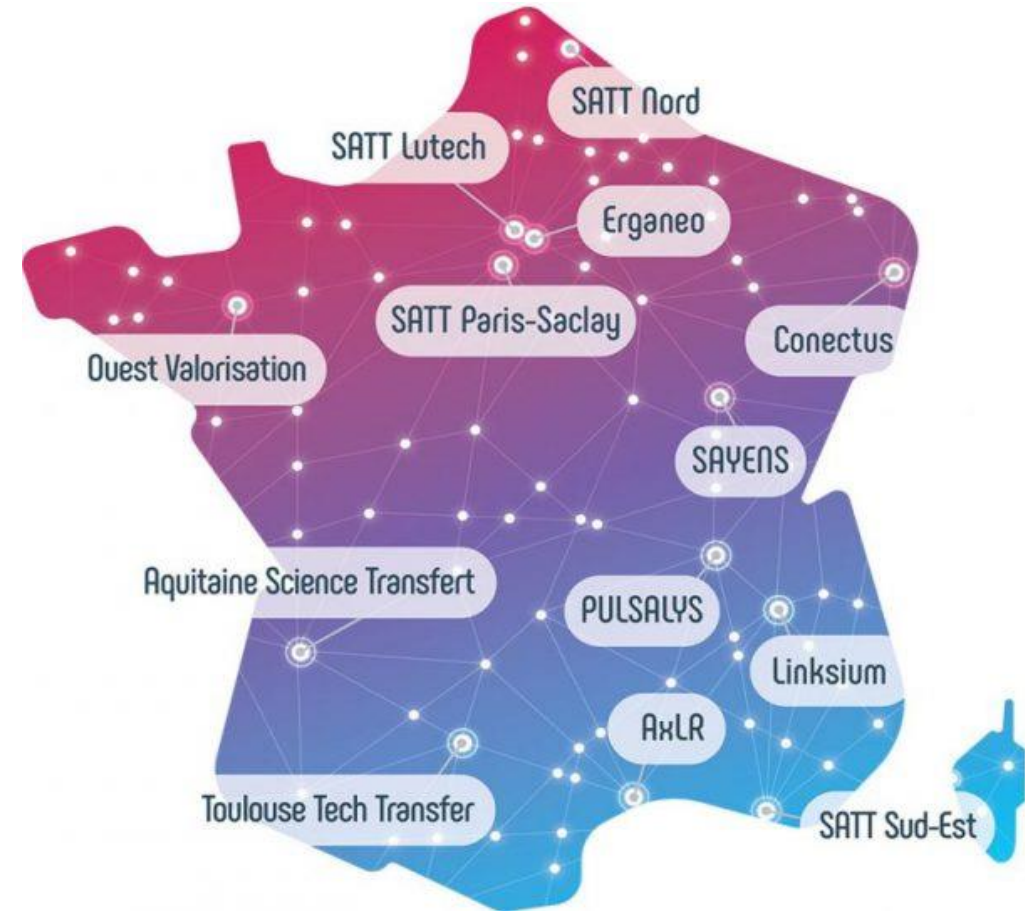 SATT Nord
SATT Lutech
Erganeo
SATT Paris-Saclay
Conectus
Ouest Valorisation
SAYENS
Aquitaine Science Transfert
PULSALYS
Linksium
AxLR
Toulouse Tech Transfer
SATT Sud-Est